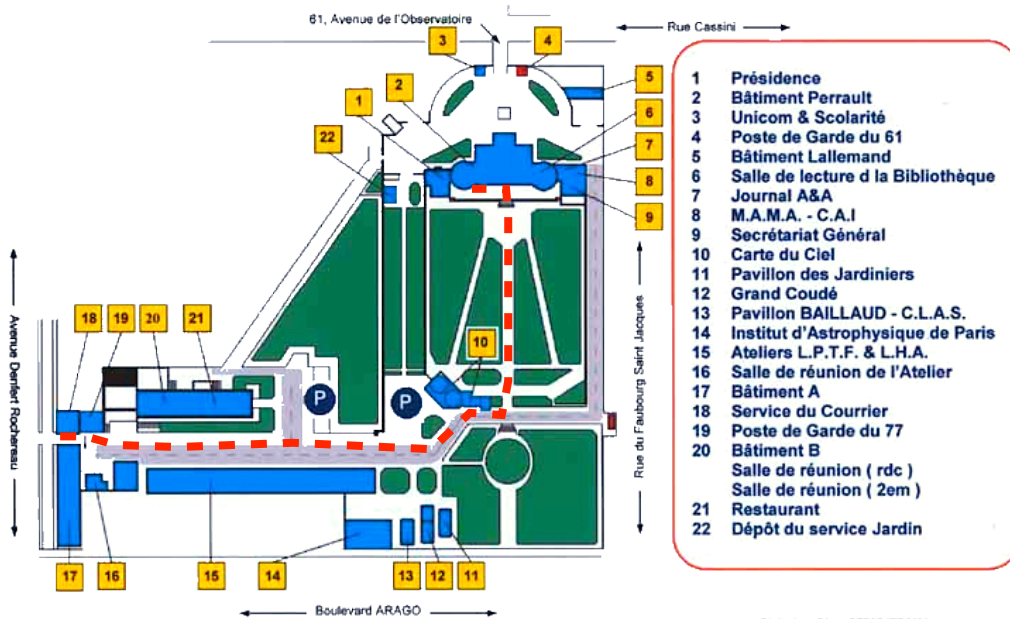 61, Avenue de l'Observatoire
Rue Cassini
3
4
2
1
22
5
6
7
8
9
18
19
20
21
10
P
P
Avenue Denfert Rochereau
Rue du Faubourg Saint Jacques
17
16
15
14
13
12
11
Boulevard ARAGO
1 Présidence
2 Bâtiment Perrault
3 Unicom & Scolarité
4 Poste de Garde du 61
5 Bâtiment Lallemand
6 Salle de lecture d la Bibliothèque
7 Journal A&A
8 M.A.M.A. - C.A.I
9 Secrétariat Général
10 Carte du Ciel
11 Pavillon des Jardiniers
12 Grand Coudé
13 Pavillon BAILLAUD - C.L.A.S.
14 Institut d'Astrophysique de Paris
15 Ateliers L.P.T.F. & L.H.A.
16 Salle de réunion de l'Atelier
17 Bâtiment A
18 Service du Courrier
19 Poste de Garde du 77
20 Bâtiment B
Salle de réunion ( rdc )
Salle de réunion ( 2em )
21 Restaurant
22 Dépôt du service Jardin